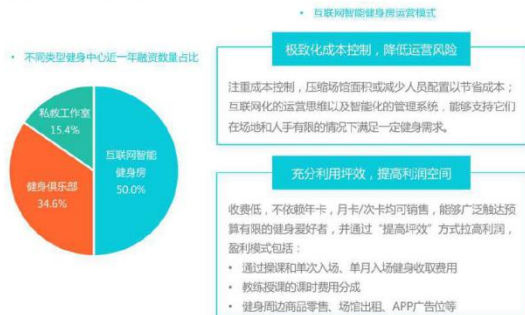 • 不同类型健身中心近一年融资数量占比
私教工作室
15.4%
互联网智能
健身房
50.0%
健身俱乐部
34.6%
• 互联网智能健身房运营模式
极致化成本控制，降低运营风险
注重成本控制，压缩场馆面积或减少人员配置以节省成本；
互联网化的运营思维以及智能化的管理系统，能够支持它们
在场地和人手有限的情况下满足一定健身需求。
充分利用坪效，提高利润空间
收费低，不依赖年卡，月卡/次卡均可销售，能够广泛触达预
算有限的健身爱好者，并通过“提高坪效”方式拉高利润，
盈利模式包括：
• 通过操课和单次入场、单月入场健身收取费用
• 教练授课的课时费用分成
• 健身周边商品零售、场馆出租、APP广告位等